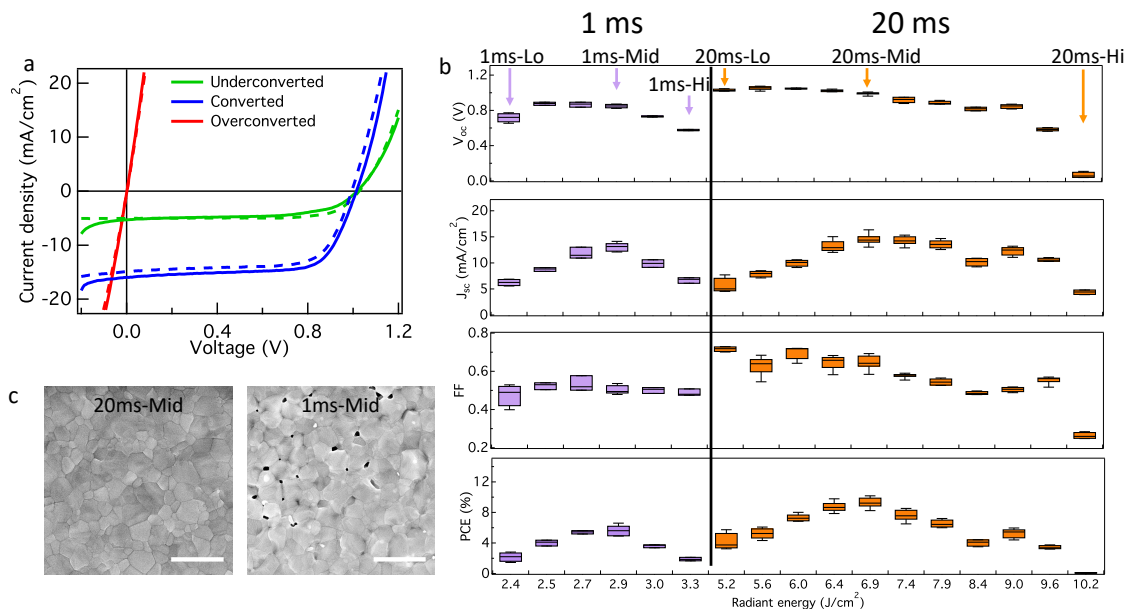 1 ms
20 ms
a
Underconverted
Converted
Overconverted
Current density (mA/cm²)
20
10
0
-10
-20
0.0
0.4
0.8
1.2
Voltage (V)
b
1ms-Lo
1ms-Mid
1ms-Hi
20ms-Lo
20ms-Mid
20ms-Hi
Voc (V)
1.2
0.8
0.4
0.0
Jsc (mA/cm²)
20
15
10
5
0
FF
0.8
0.6
0.4
0.2
PCE (%)
12
8
4
0
2.4 2.5 2.7 2.9 3.0 3.3 5.2 5.6 6.0 6.4 6.9 7.4 7.9 8.4 9.0 9.6 10.2
Radiant energy (J/cm²)
c
20ms-Mid
1ms-Mid